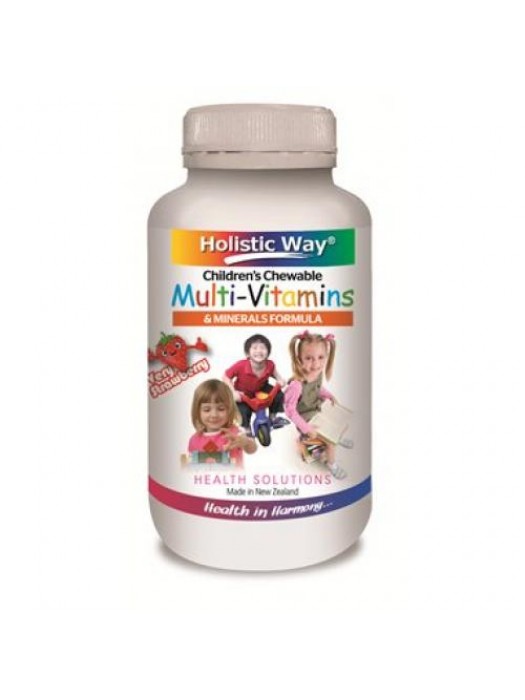 Holistic Way®
Children's Chewable
Multi-Vitamins
& MINERALS FORMULA
Very
Strawberry
HEALTH SOLUTIONS
Made in New Zealand
Health in Harmony...